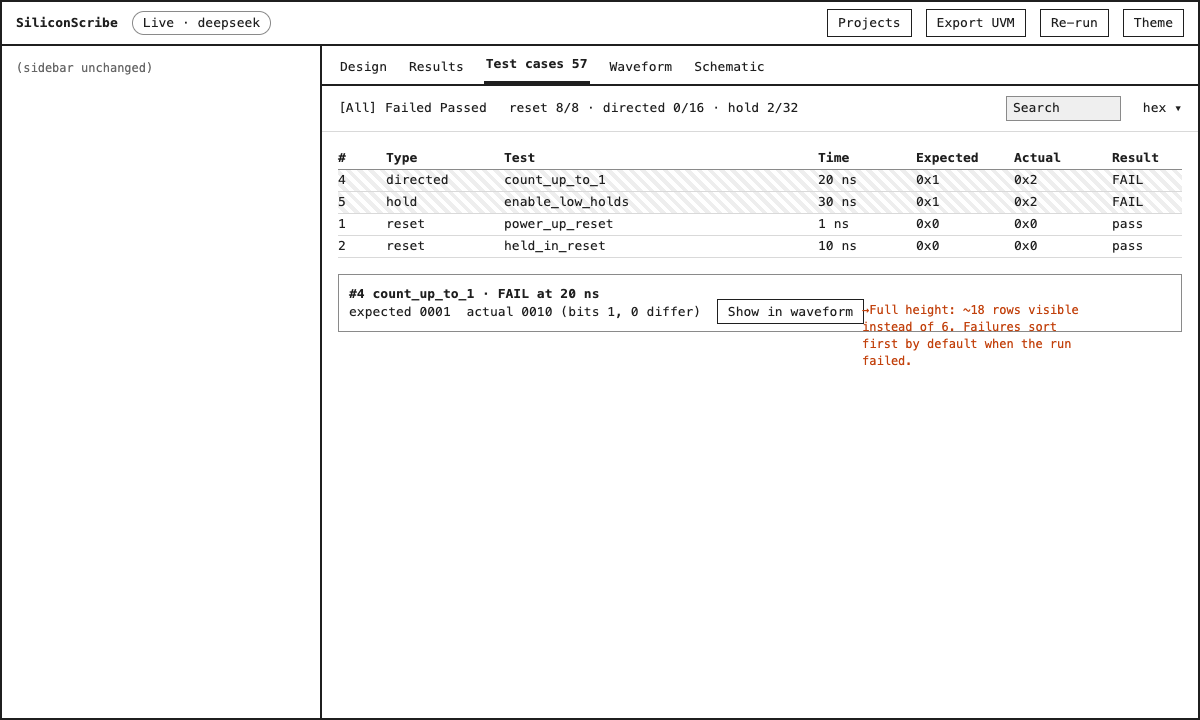 SiliconScribe Live · deepseek Projects Export UVM Re–run Theme
(sidebar unchanged)
Design Results Test cases 57 Waveform Schematic
[All] Failed Passed reset 8/8 · directed 0/16 · hold 2/32 Search hex ▾
# Type Test Time Expected Actual Result
4 directed count_up_to_1 20 ns 0x1 0x2 FAIL
5 hold enable_low_holds 30 ns 0x1 0x2 FAIL
1 reset power_up_reset 1 ns 0x0 0x0 pass
2 reset held_in_reset 10 ns 0x0 0x0 pass
#4 count_up_to_1 · FAIL at 20 ns
expected 0001 actual 0010 (bits 1, 0 differ) Show in waveform
→Full height: ~18 rows visible
instead of 6. Failures sort
first by default when the run
failed.